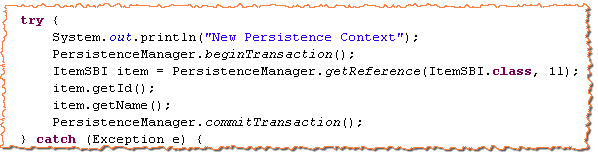 try {
System.out.println("New Persistence Context");
PersistenceManager.beginTransaction();
ItemSBI item = PersistenceManager.getReference(ItemSBI.class, 11);
item.getId();
item.getName();
PersistenceManager.commitTransaction();
} catch (Exception e) {